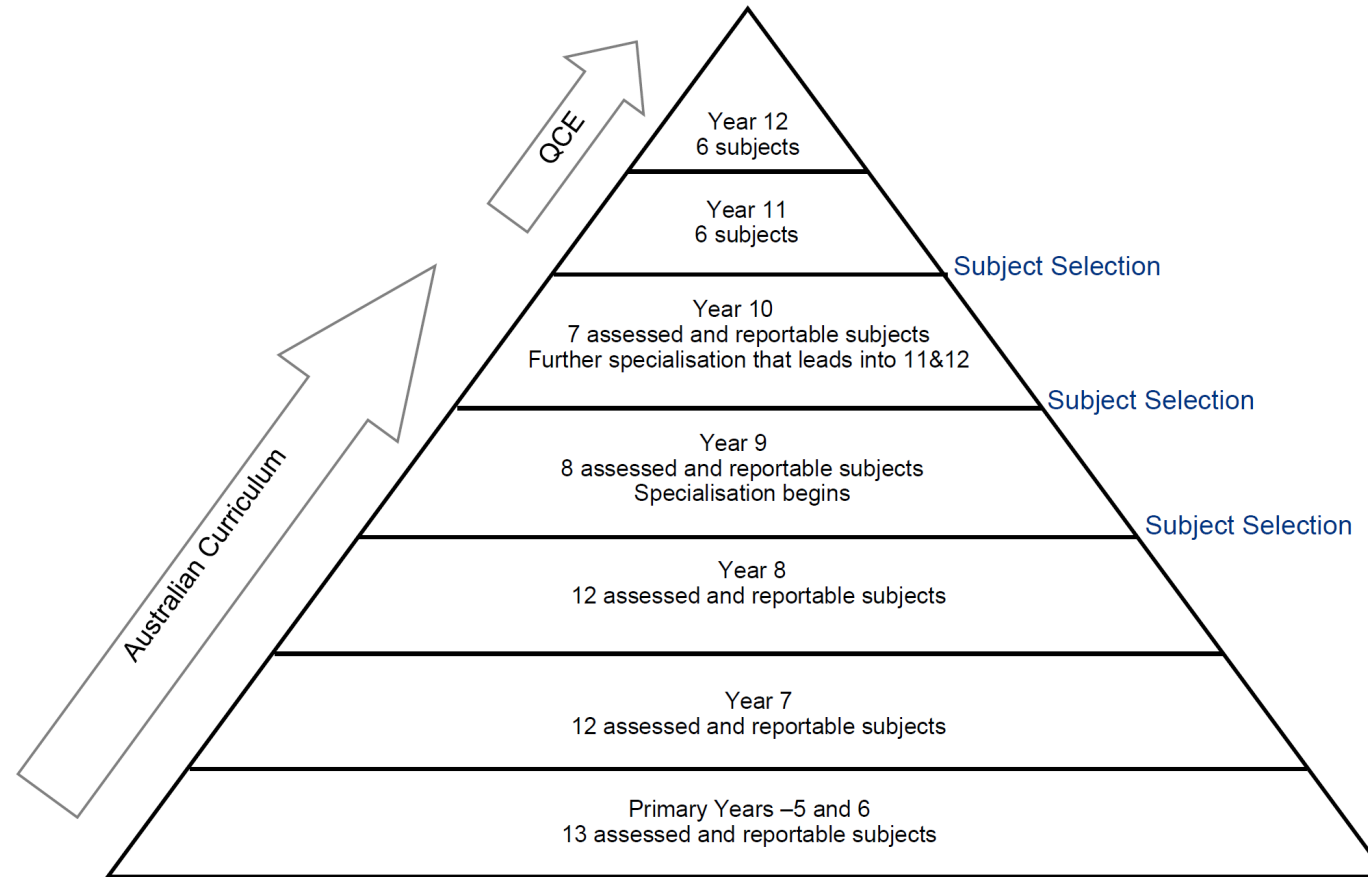 QCE
Year 12
6 subjects
Year 11
6 subjects
Subject Selection
Year 10
7 assessed and reportable subjects
Further specialisation that leads into 11&12
Subject Selection
Australian Curriculum
Year 9
8 assessed and reportable subjects
Specialisation begins
Subject Selection
Year 8
12 assessed and reportable subjects
Year 7
12 assessed and reportable subjects
Primary Years –5 and 6
13 assessed and reportable subjects